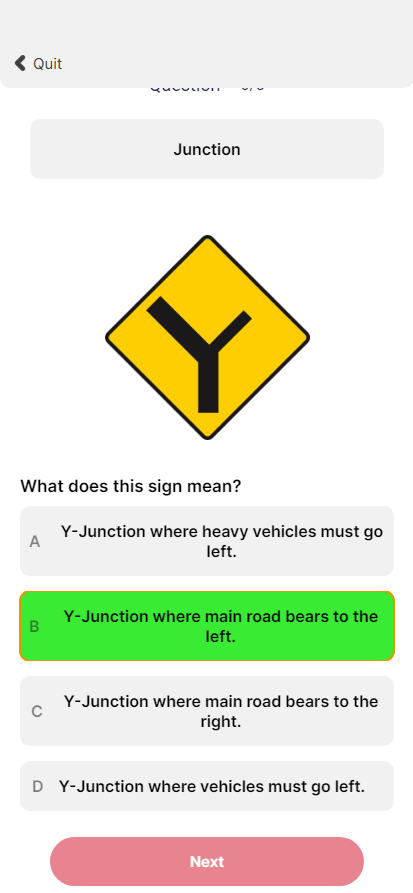 Quit
Question
Junction
What does this sign mean?
A
Y-Junction where heavy vehicles must go
left.
B
Y-Junction where main road bears to the
left.
C
Y-Junction where main road bears to the
right.
D
Y-Junction where vehicles must go left.
Next